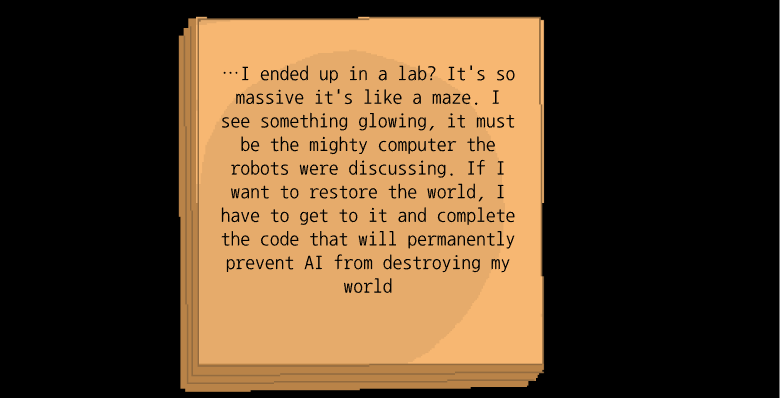 …I ended up in a lab? It's so
massive it's like a maze. I
see something glowing, it must
be the mighty computer the
robots were discussing. If I
want to restore the world, I
have to get to it and complete
the code that will permanently
prevent AI from destroying my
world